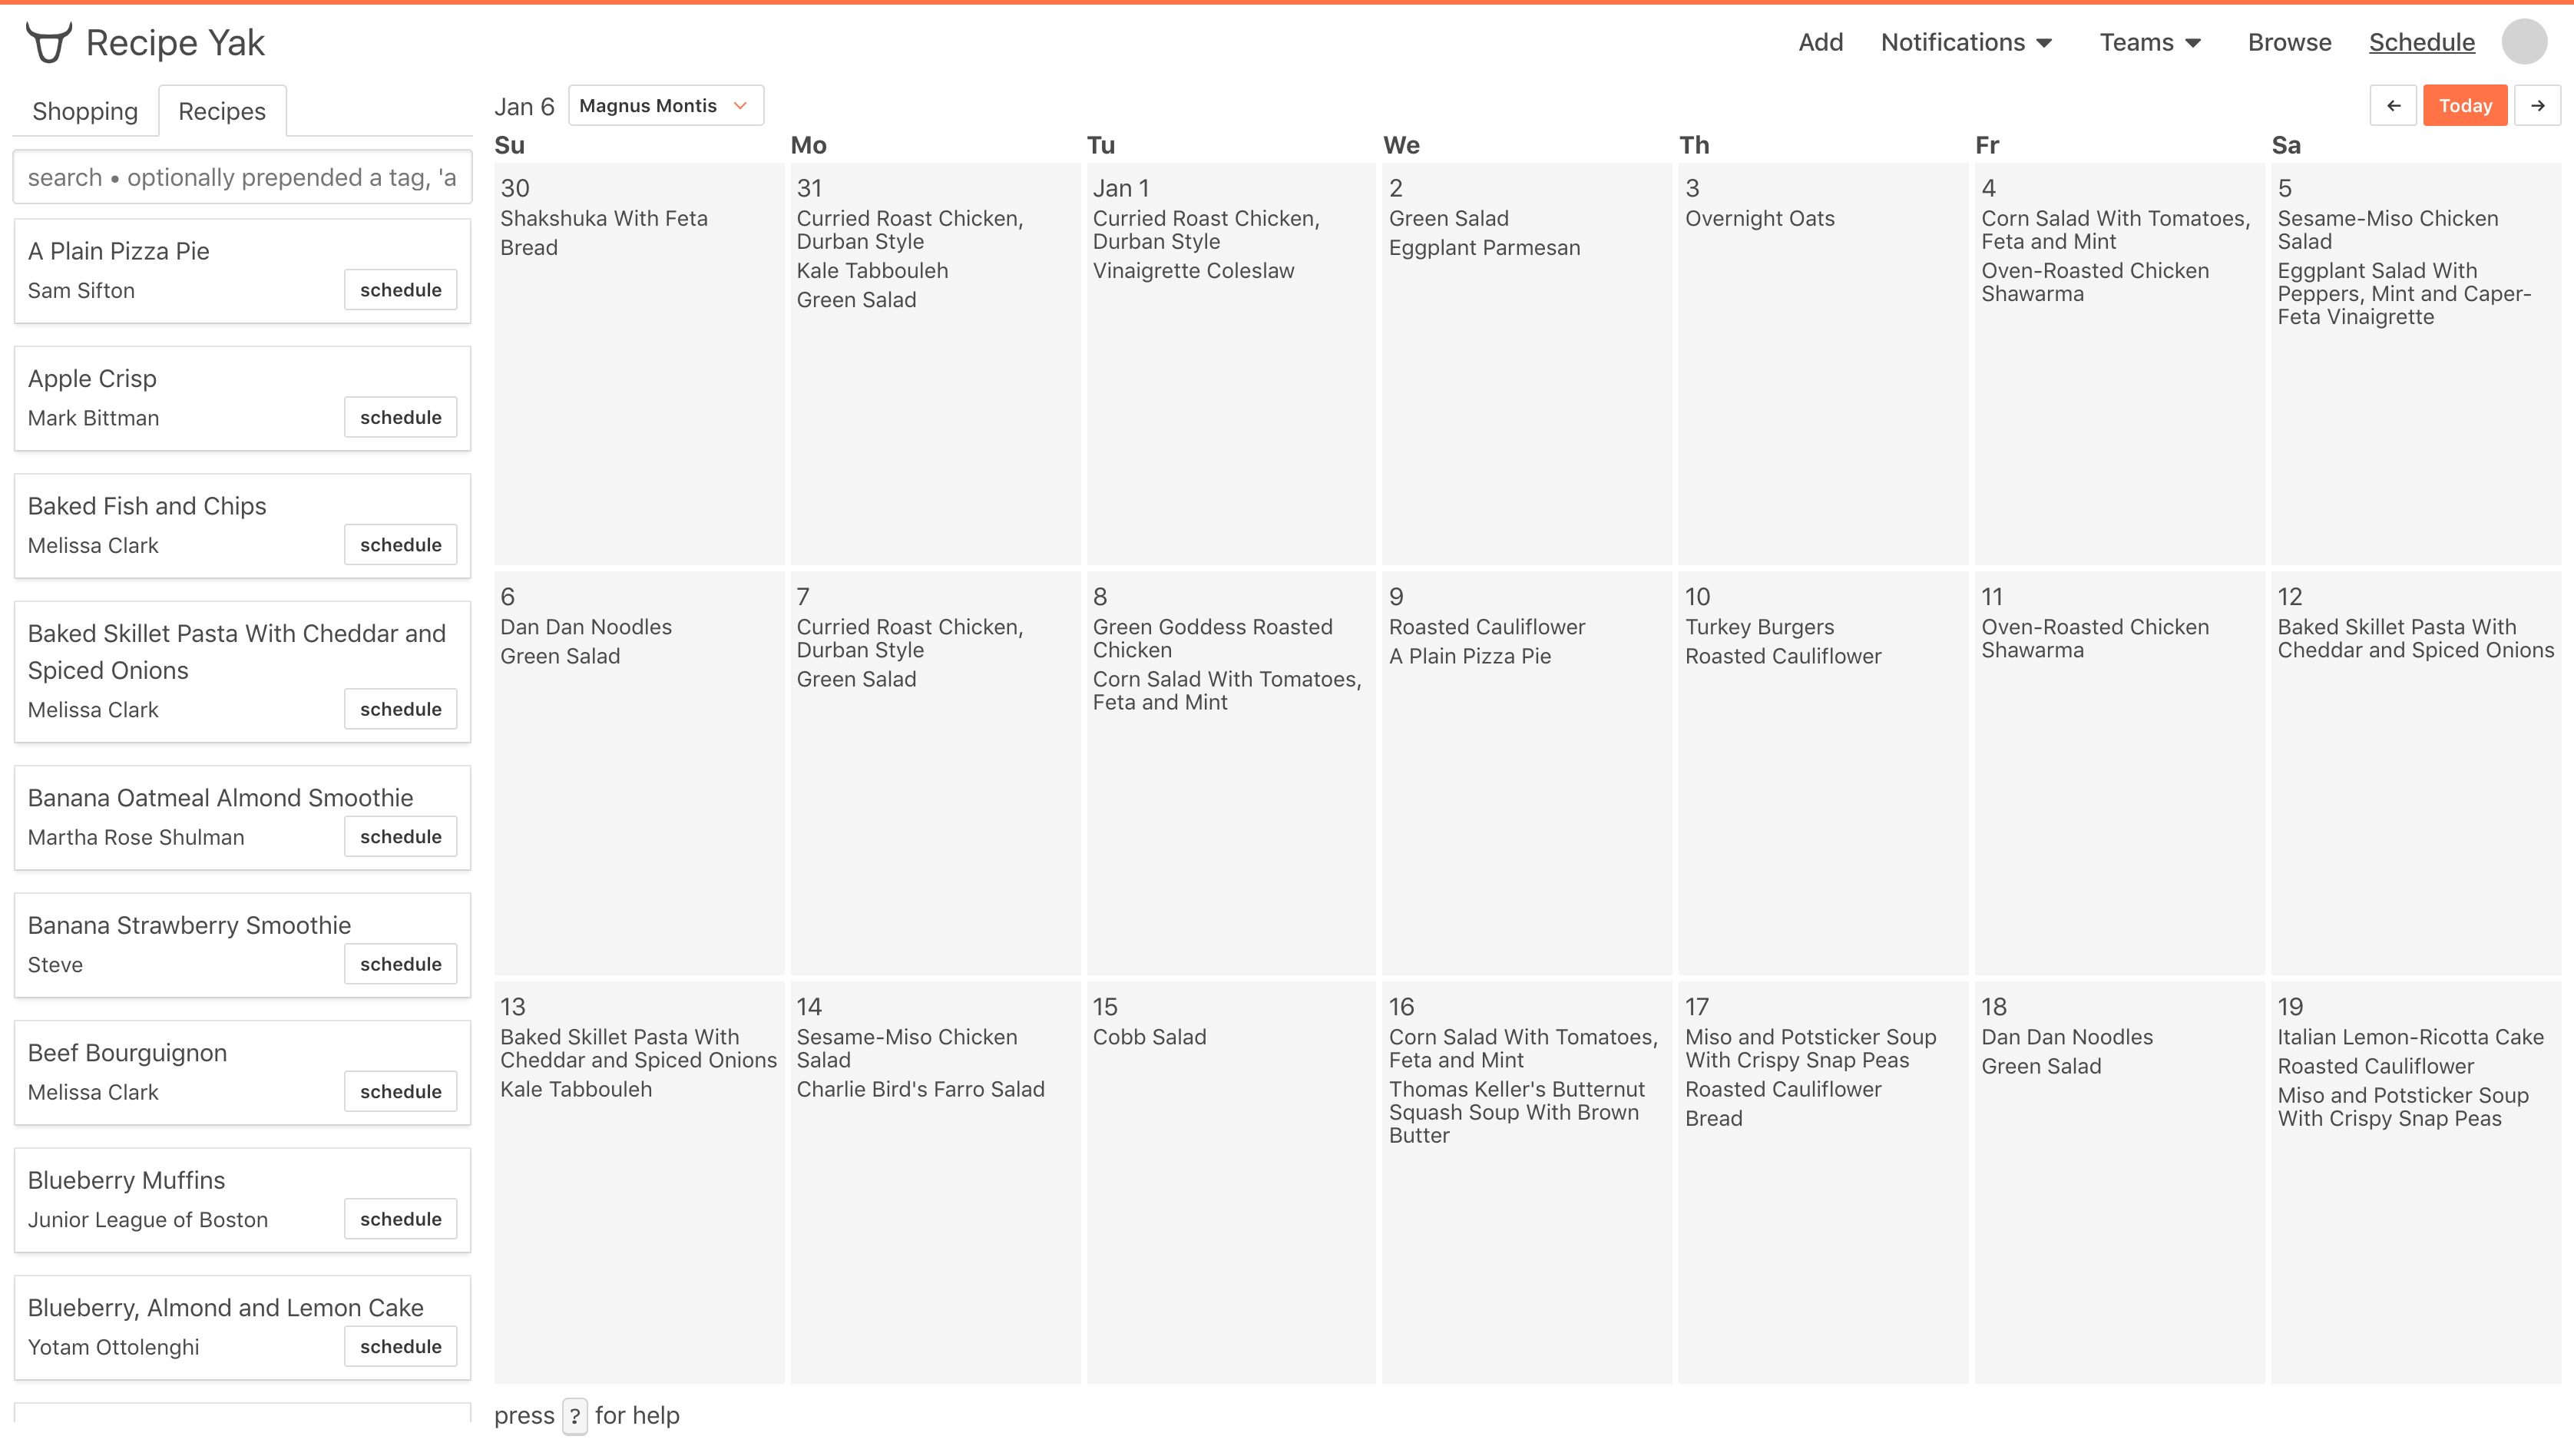 Recipe Yak
Add
Notifications
Teams
Browse
Schedule
Shopping
Recipes
search • optionally prepended a tag, 'a
A Plain Pizza Pie
Sam Sifton
schedule
Apple Crisp
Mark Bittman
schedule
Baked Fish and Chips
Melissa Clark
schedule
Baked Skillet Pasta With Cheddar and
Spiced Onions
Melissa Clark
schedule
Banana Oatmeal Almond Smoothie
Martha Rose Shulman
schedule
Banana Strawberry Smoothie
Steve
schedule
Beef Bourguignon
Melissa Clark
schedule
Blueberry Muffins
Junior League of Boston
schedule
Blueberry, Almond and Lemon Cake
Yotam Ottolenghi
schedule
Jan 6
Magnus Montis
←
Today
→
Su
Mo
Tu
We
Th
Fr
Sa
30
Shakshuka With Feta
Bread
31
Curried Roast Chicken,
Durban Style
Kale Tabbouleh
Green Salad
Jan 1
Curried Roast Chicken,
Durban Style
Vinaigrette Coleslaw
2
Green Salad
Eggplant Parmesan
3
Overnight Oats
4
Corn Salad With Tomatoes,
Feta and Mint
Oven-Roasted Chicken
Shawarma
5
Sesame-Miso Chicken
Salad
Eggplant Salad With
Peppers, Mint and Caper-
Feta Vinaigrette
6
Dan Dan Noodles
Green Salad
7
Curried Roast Chicken,
Durban Style
Green Salad
8
Green Goddess Roasted
Chicken
Corn Salad With Tomatoes,
Feta and Mint
9
Roasted Cauliflower
A Plain Pizza Pie
10
Turkey Burgers
Roasted Cauliflower
11
Oven-Roasted Chicken
Shawarma
12
Baked Skillet Pasta With
Cheddar and Spiced Onions
13
Baked Skillet Pasta With
Cheddar and Spiced Onions
Kale Tabbouleh
14
Sesame-Miso Chicken
Salad
Charlie Bird's Farro Salad
15
Cobb Salad
16
Corn Salad With Tomatoes,
Feta and Mint
Thomas Keller's Butternut
Squash Soup With Brown
Butter
17
Miso and Potsticker Soup
With Crispy Snap Peas
Roasted Cauliflower
Bread
18
Dan Dan Noodles
Green Salad
19
Italian Lemon-Ricotta Cake
Roasted Cauliflower
Miso and Potsticker Soup
With Crispy Snap Peas
press ? for help